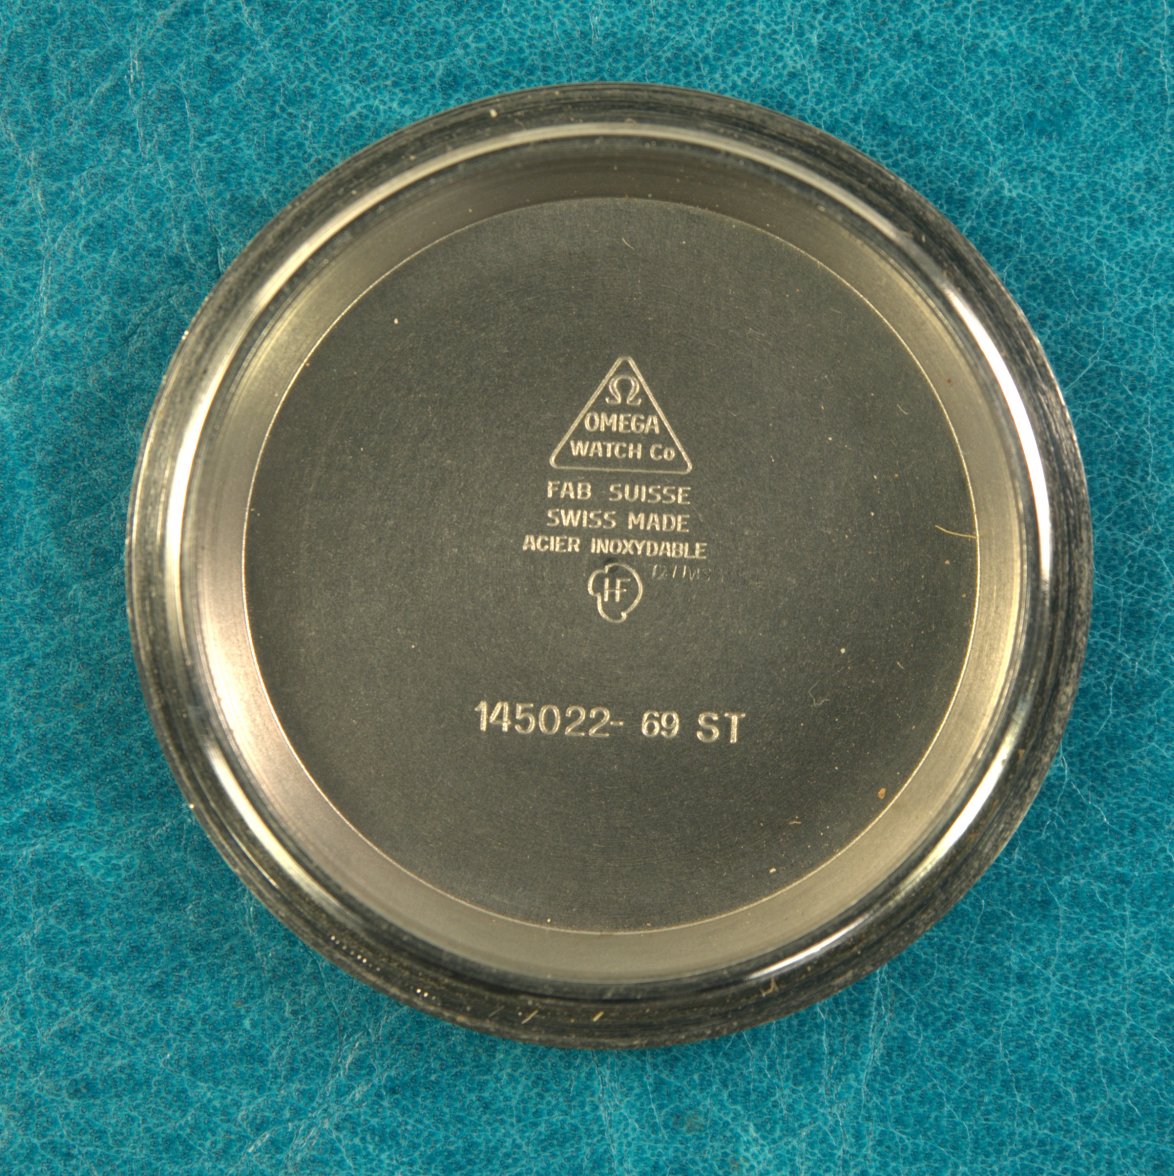 Ω
OMEGA
WATCH Co
FAB SUISSE
SWISS MADE
ACIER INOXYDABLE
HF
145022- 69 ST